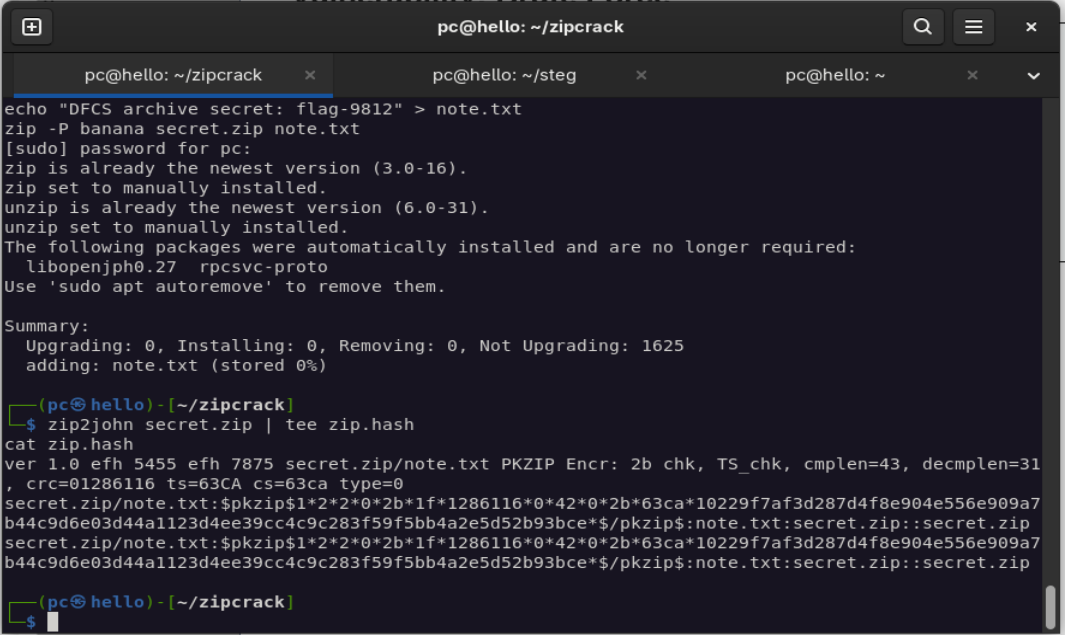 pc@hello: ~/zipcrack
pc@hello: ~/zipcrack
pc@hello: ~/steg
pc@hello: ~
echo "DFCS archive secret: flag-9812" > note.txt
zip -P banana secret.zip note.txt
[sudo] password for pc:
zip is already the newest version (3.0-16).
zip set to manually installed.
unzip is already the newest version (6.0-31).
unzip set to manually installed.
The following packages were automatically installed and are no longer required:
  libopenjph0.27  rpcsvc-proto
Use 'sudo apt autoremove' to remove them.
Summary:
  Upgrading: 0, Installing: 0, Removing: 0, Not Upgrading: 1625
  adding: note.txt (stored 0%)
┌──(pc㉿hello)-[~/zipcrack]
└─$ zip2john secret.zip | tee zip.hash
cat zip.hash
ver 1.0 efh 5455 efh 7875 secret.zip/note.txt PKZIP Encr: 2b chk, TS_chk, cmplen=43, decmplen=31
, crc=01286116 ts=63CA cs=63ca type=0
secret.zip/note.txt:$pkzip$1*2*2*0*2b*1f*1286116*0*42*0*2b*63ca*10229f7af3d287d4f8e904e556e909a7
b44c9d6e03d44a1123d4ee39cc4c9c283f59f5bb4a2e5d52b93bce*$/pkzip$:note.txt:secret.zip::secret.zip
secret.zip/note.txt:$pkzip$1*2*2*0*2b*1f*1286116*0*42*0*2b*63ca*10229f7af3d287d4f8e904e556e909a7
b44c9d6e03d44a1123d4ee39cc4c9c283f59f5bb4a2e5d52b93bce*$/pkzip$:note.txt:secret.zip::secret.zip
┌──(pc㉿hello)-[~/zipcrack]
└─$